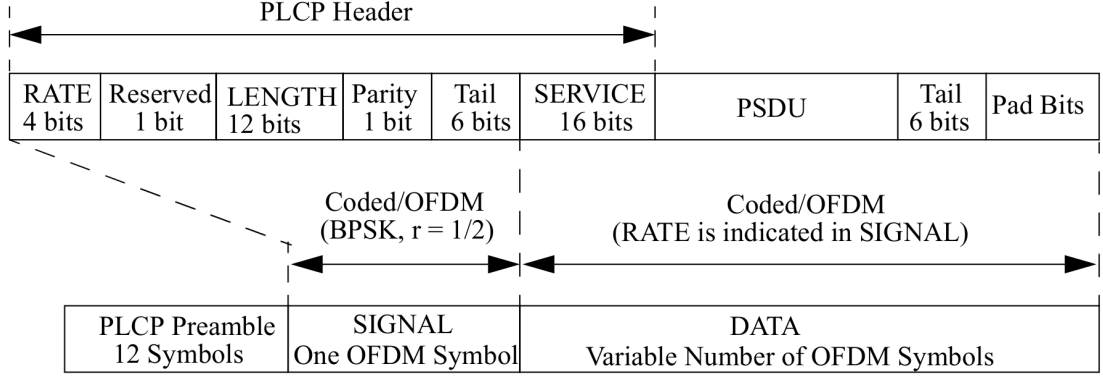 PLCP Header
RATE Reserved LENGTH Parity Tail SERVICE PSDU Tail Pad Bits
4 bits 1 bit 12 bits 1 bit 6 bits 16 bits 6 bits
Coded/OFDM Coded/OFDM
(BPSK, r = 1/2) (RATE is indicated in SIGNAL)
PLCP Preamble SIGNAL DATA
12 Symbols One OFDM Symbol Variable Number of OFDM Symbols